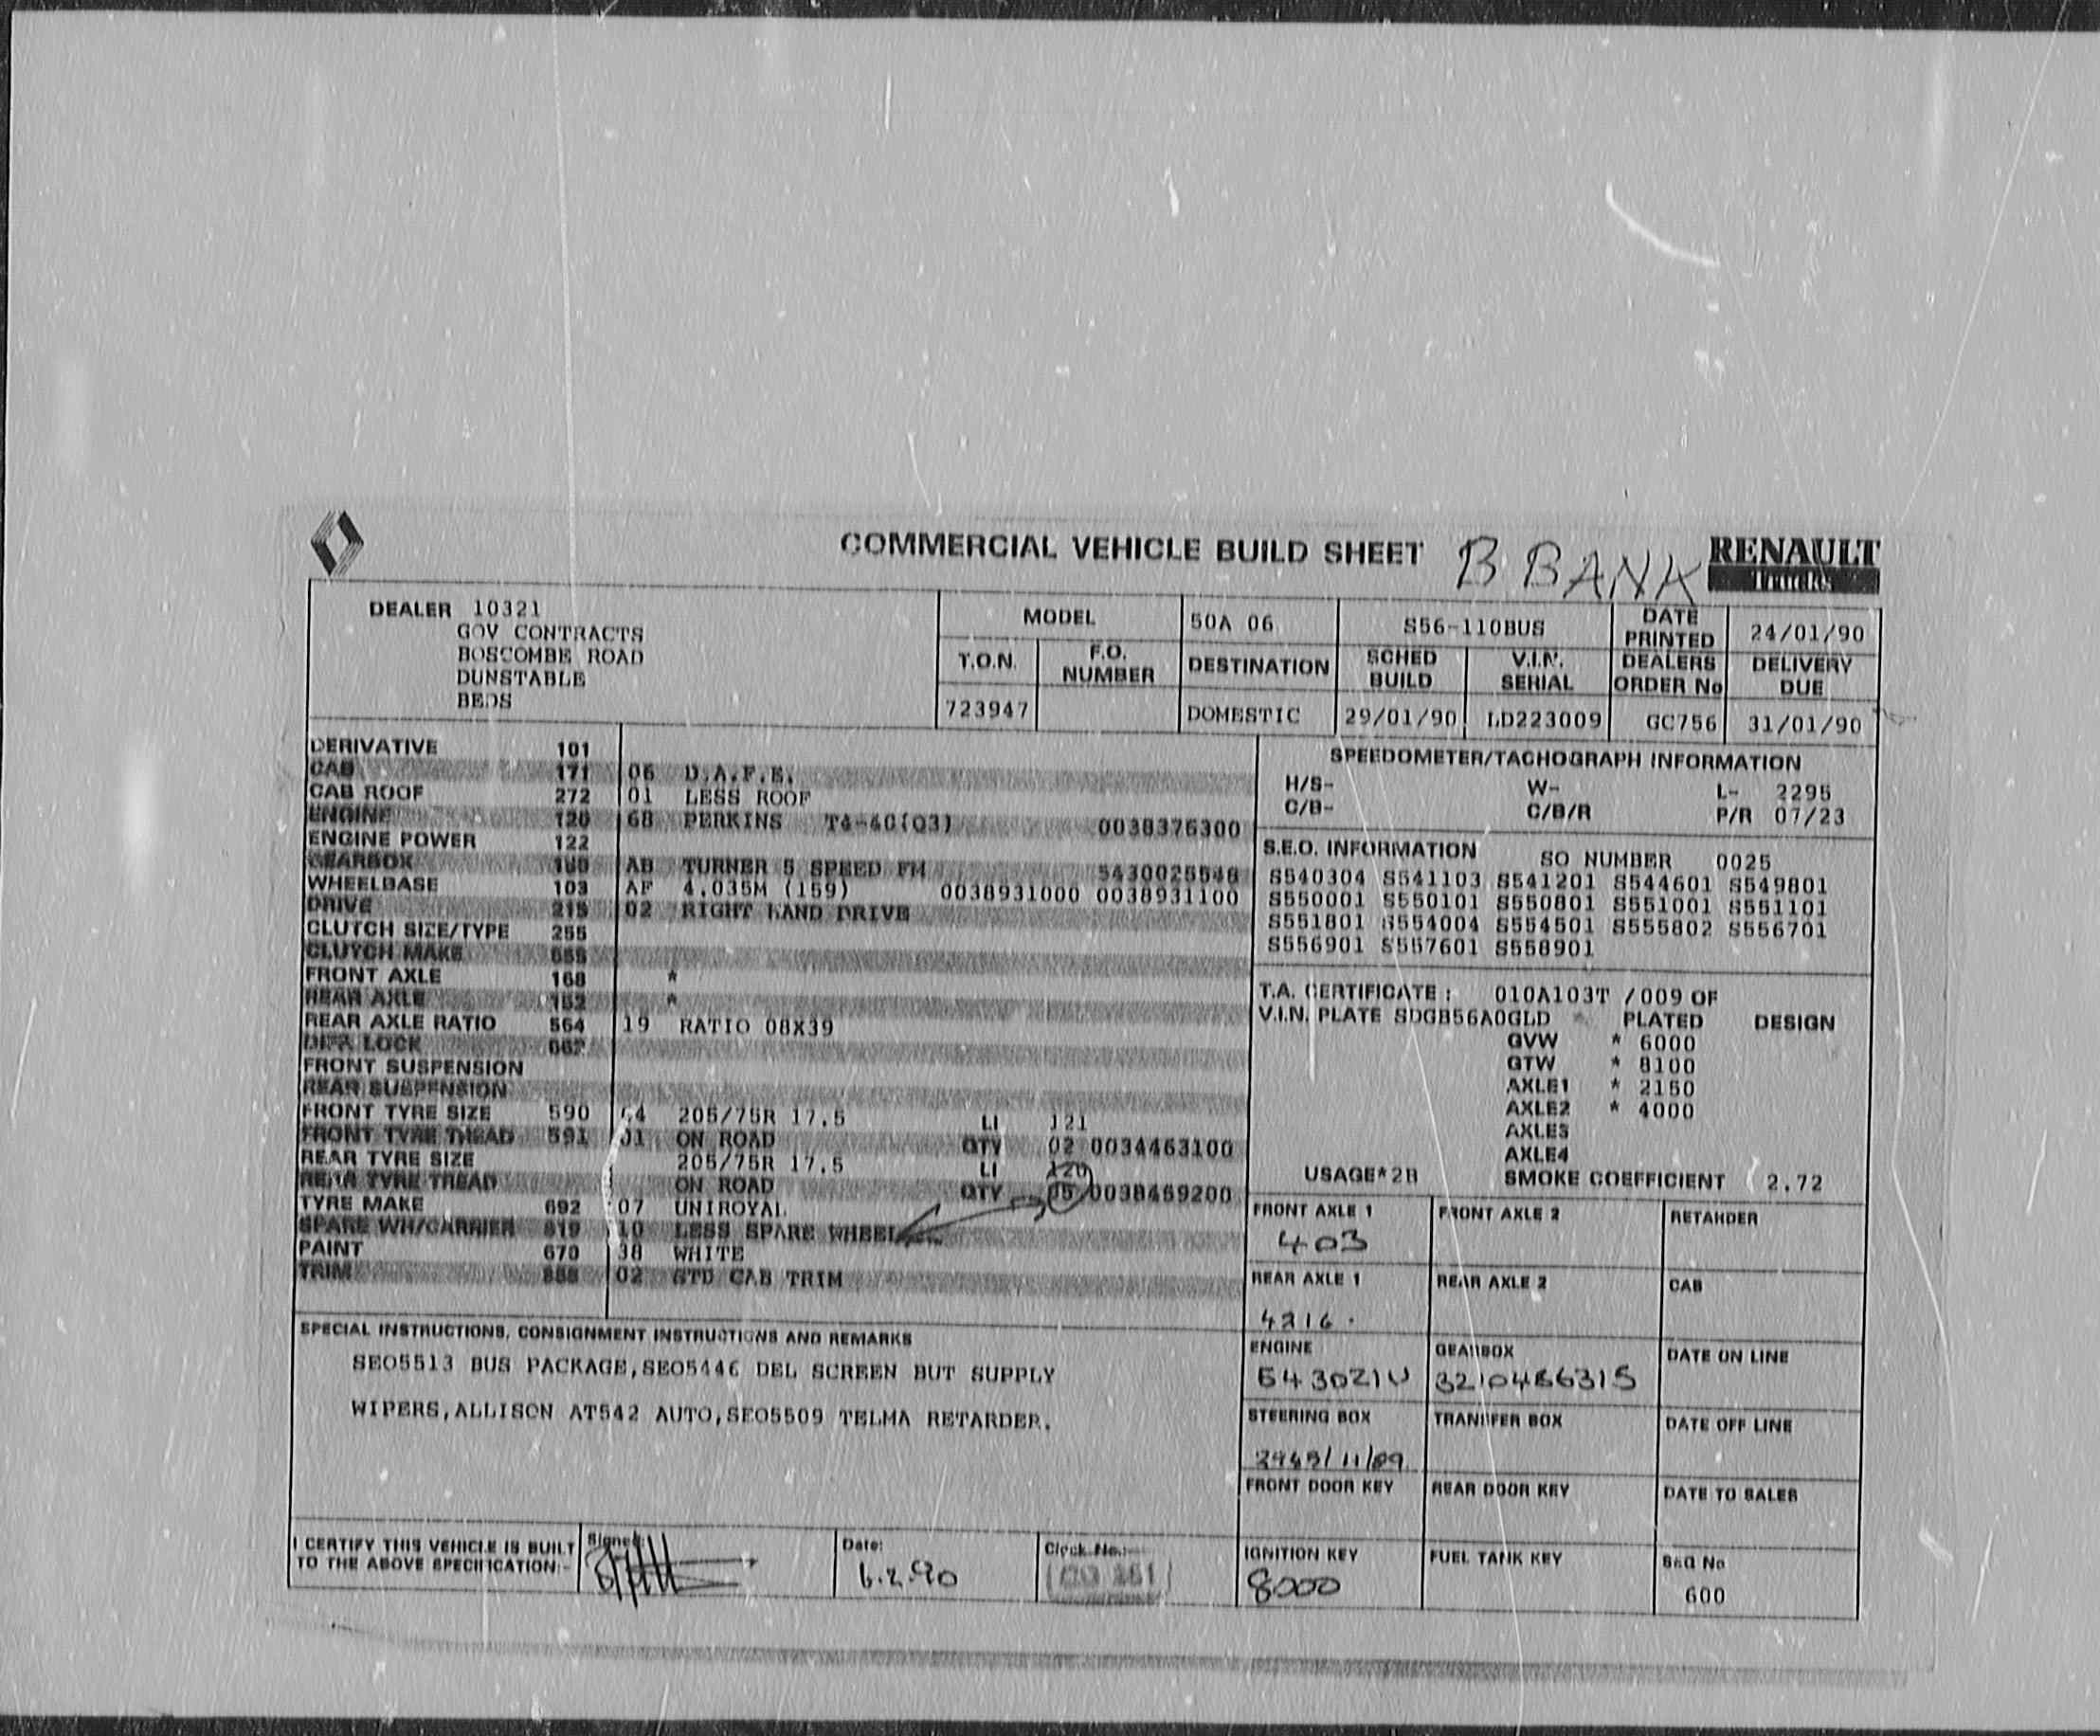 COMMERCIAL VEHICLE BUILD SHEET B BANK RENAULT
Trucks
DEALER 10321
GOV CONTRACTS
BOSCOMBE ROAD
DUNSTABLE
BEDS
MODEL 50A 06 S56-110BUS DATE PRINTED 24/01/90
T.O.N. F.O. NUMBER DESTINATION SCHED BUILD V.I.N. SERIAL DEALERS ORDER No DELIVERY DUE
723947 DOMESTIC 29/01/90 LD223009 GC756 31/01/90
DERIVATIVE 101
CAB 171 06 D.A.F.E.
CAB ROOF 272 01 LESS ROOF
ENGINE 120 68 PERKINS T4-40(Q3) 0038376300
ENGINE POWER 122
GEARBOX 160 AB TURNER 5 SPEED FM 5430025548
WHEELBASE 103 AF 4.035M (159) 0038931000 0038931100
DRIVE 215 02 RIGHT HAND DRIVE
CLUTCH SIZE/TYPE 255
CLUTCH MAKE
FRONT AXLE 168 *
REAR AXLE 152 *
REAR AXLE RATIO 564 19 RATIO 08X39
DIFF LOCK
FRONT SUSPENSION
REAR SUSPENSION
FRONT TYRE SIZE 590 205/75R 17.5 LI 121
FRONT TYRE TREAD 591 01 ON ROAD QTY 02 0034463100
REAR TYRE SIZE 205/75R 17.5 LI 120
REAR TYRE TREAD ON ROAD QTY 05 0038459200
TYRE MAKE 692 07 UNIROYAL
SPARE WH/CARRIER 619 10 LESS SPARE WHEEL
PAINT 670 38 WHITE
TRIM 02 STD CAB TRIM
SPECIAL INSTRUCTIONS, CONSIGNMENT INSTRUCTIONS AND REMARKS
SEO5513 BUS PACKAGE,SEO5446 DEL SCREEN BUT SUPPLY
WIPERS,ALLISON AT542 AUTO,SEO5509 TELMA RETARDER.
SPEEDOMETER/TACHOGRAPH INFORMATION
H/S- W- L- 2295
C/B- C/B/R P/R 07/23
S.E.O. INFORMATION SO NUMBER 0025
S540304 S541103 S541201 S544601 S549801
S550001 S550101 S550801 S551001 S551101
S551801 S554004 S554501 S555802 S556701
S556901 S557601 S558901
T.A. CERTIFICATE: 010A103T /009 OF
V.I.N. PLATE SDGB56A0GLD PLATED DESIGN
GVW * 6000
GTW * 8100
AXLE1 * 2150
AXLE2 * 4000
AXLE3
AXLE4
USAGE*2B SMOKE COEFFICIENT 2.72
FRONT AXLE 1 FRONT AXLE 2 RETARDER
403
REAR AXLE 1 REAR AXLE 2 CAB
4216.
ENGINE GEARBOX DATE ON LINE
643021U 3210486315
STEERING BOX TRANSFER BOX DATE OFF LINE
2945/11/89
FRONT DOOR KEY REAR DOOR KEY DATE TO SALES
IGNITION KEY FUEL TANK KEY SEQ No
8000 600
I CERTIFY THIS VEHICLE IS BUILT
TO THE ABOVE SPECIFICATION:-
Signed: Date: Clock No.:-
6.2.90